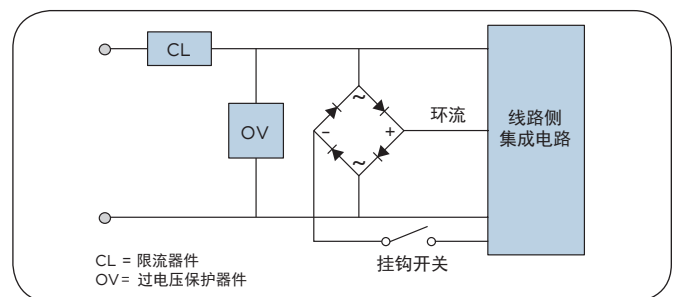 CL
OV
~
−
+
~
环流
线路侧
集成电路
挂钩开关
CL = 限流器件
OV= 过电压保护器件